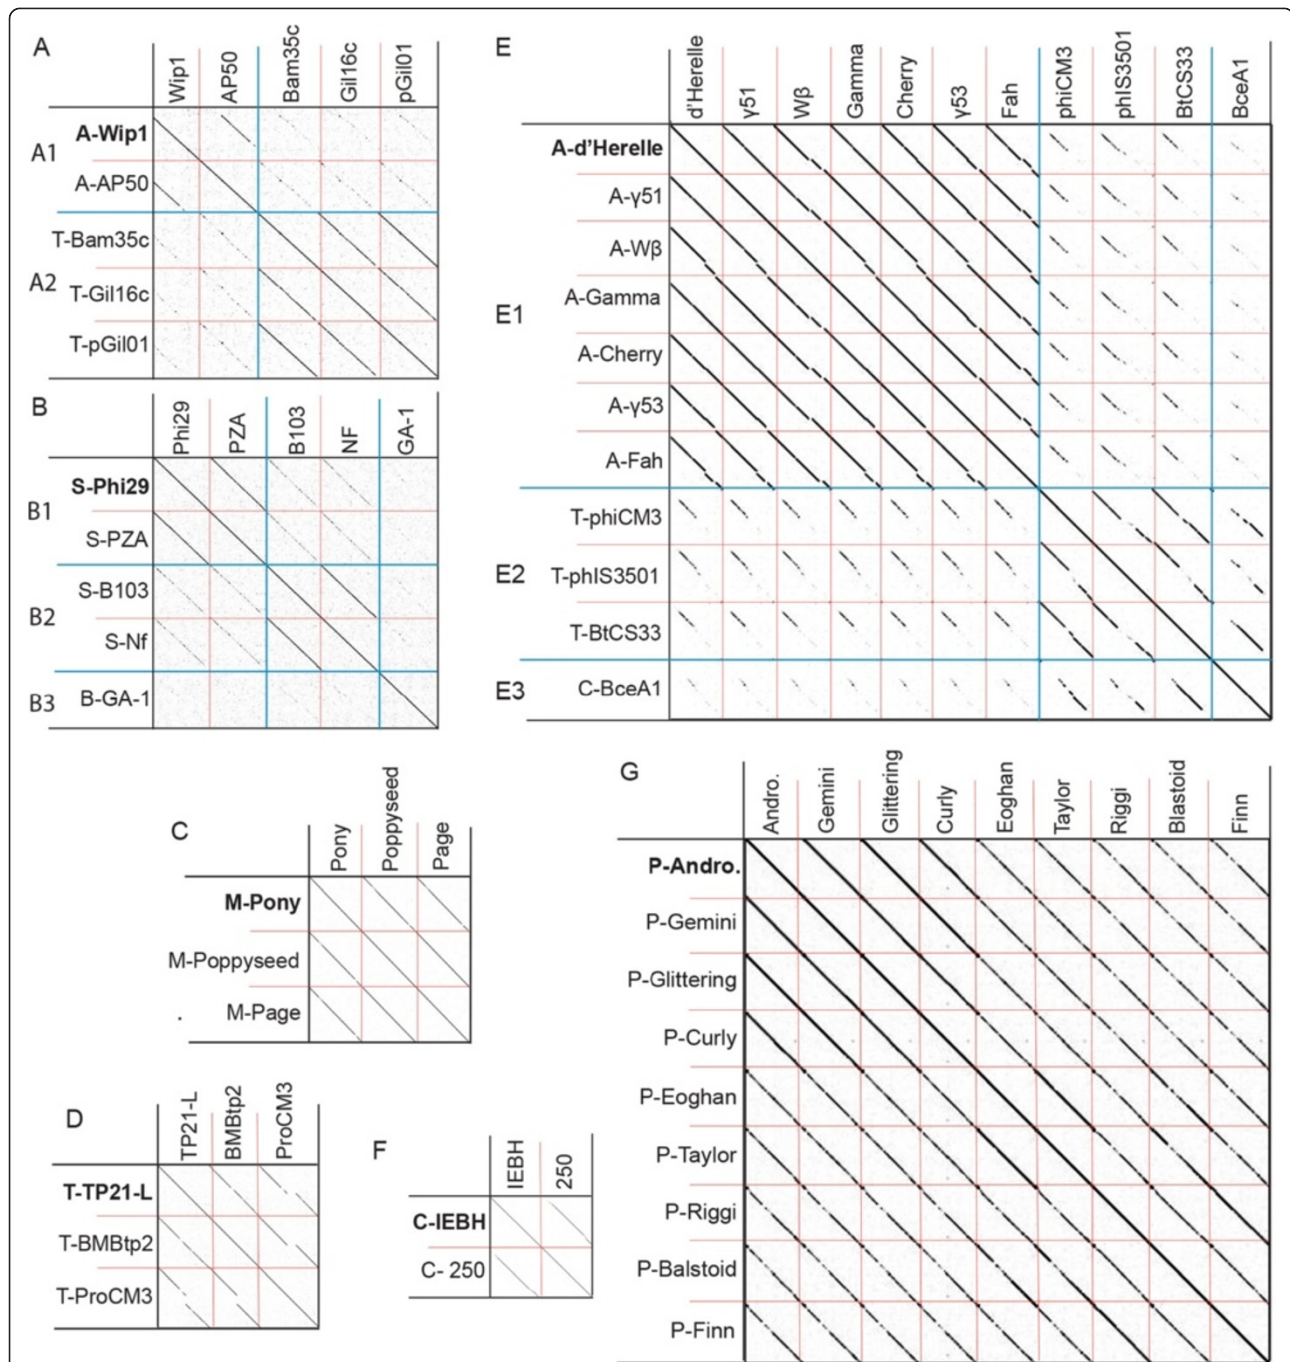 A
Wip1 AP50 Bam35c Gil16c pGil01
A1
A-Wip1
A-AP50
A2
T-Bam35c
T-Gil16c
T-pGil01
B
Phi29 PZA B103 NF GA-1
B1
S-Phi29
S-PZA
B2
S-B103
S-Nf
B3
B-GA-1
C
Pony Poppyseed Page
M-Pony
M-Poppyseed
M-Page
D
TP21-L BMBtp2 ProCM3
T-TP21-L
T-BMBtp2
T-ProCM3
E
d'Herelle γ51 Wβ Gamma Cherry γ53 Fah phiCM3 phIS3501 BtCS33 BceA1
E1
A-d'Herelle
A-γ51
A-Wβ
A-Gamma
A-Cherry
A-γ53
A-Fah
E2
T-phiCM3
T-phIS3501
T-BtCS33
E3
C-BceA1
F
IEBH 250
C-IEBH
C- 250
G
Andro. Gemini Glittering Curly Eoghan Taylor Riggi Blastoid Finn
P-Andro.
P-Gemini
P-Glittering
P-Curly
P-Eoghan
P-Taylor
P-Riggi
P-Balstoid
P-Finn